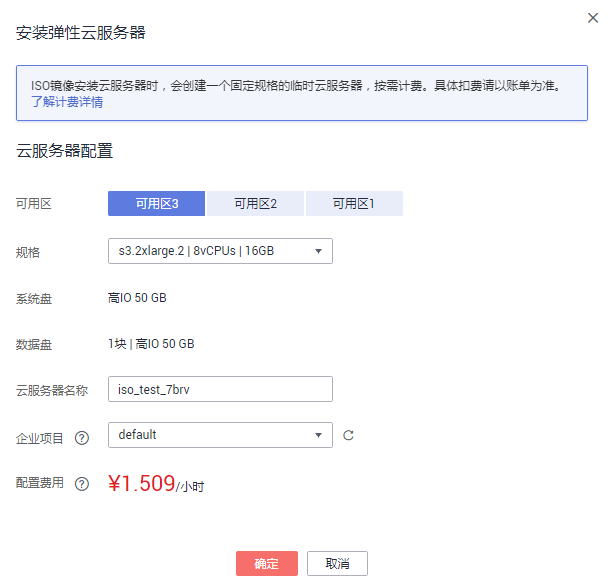 安装弹性云服务器
ISO镜像安装云服务器时，会创建一个固定规格的临时云服务器，按需计费。具体扣费请以账单为准。
了解计费详情
云服务器配置
可用区 可用区3 可用区2 可用区1
规格 s3.2xlarge.2 | 8vCPUs | 16GB
系统盘 高IO 50 GB
数据盘 1块 | 高IO 50 GB
云服务器名称 iso_test_7brv
企业项目 ? default
配置费用 ? ¥1.509/小时
确定 取消